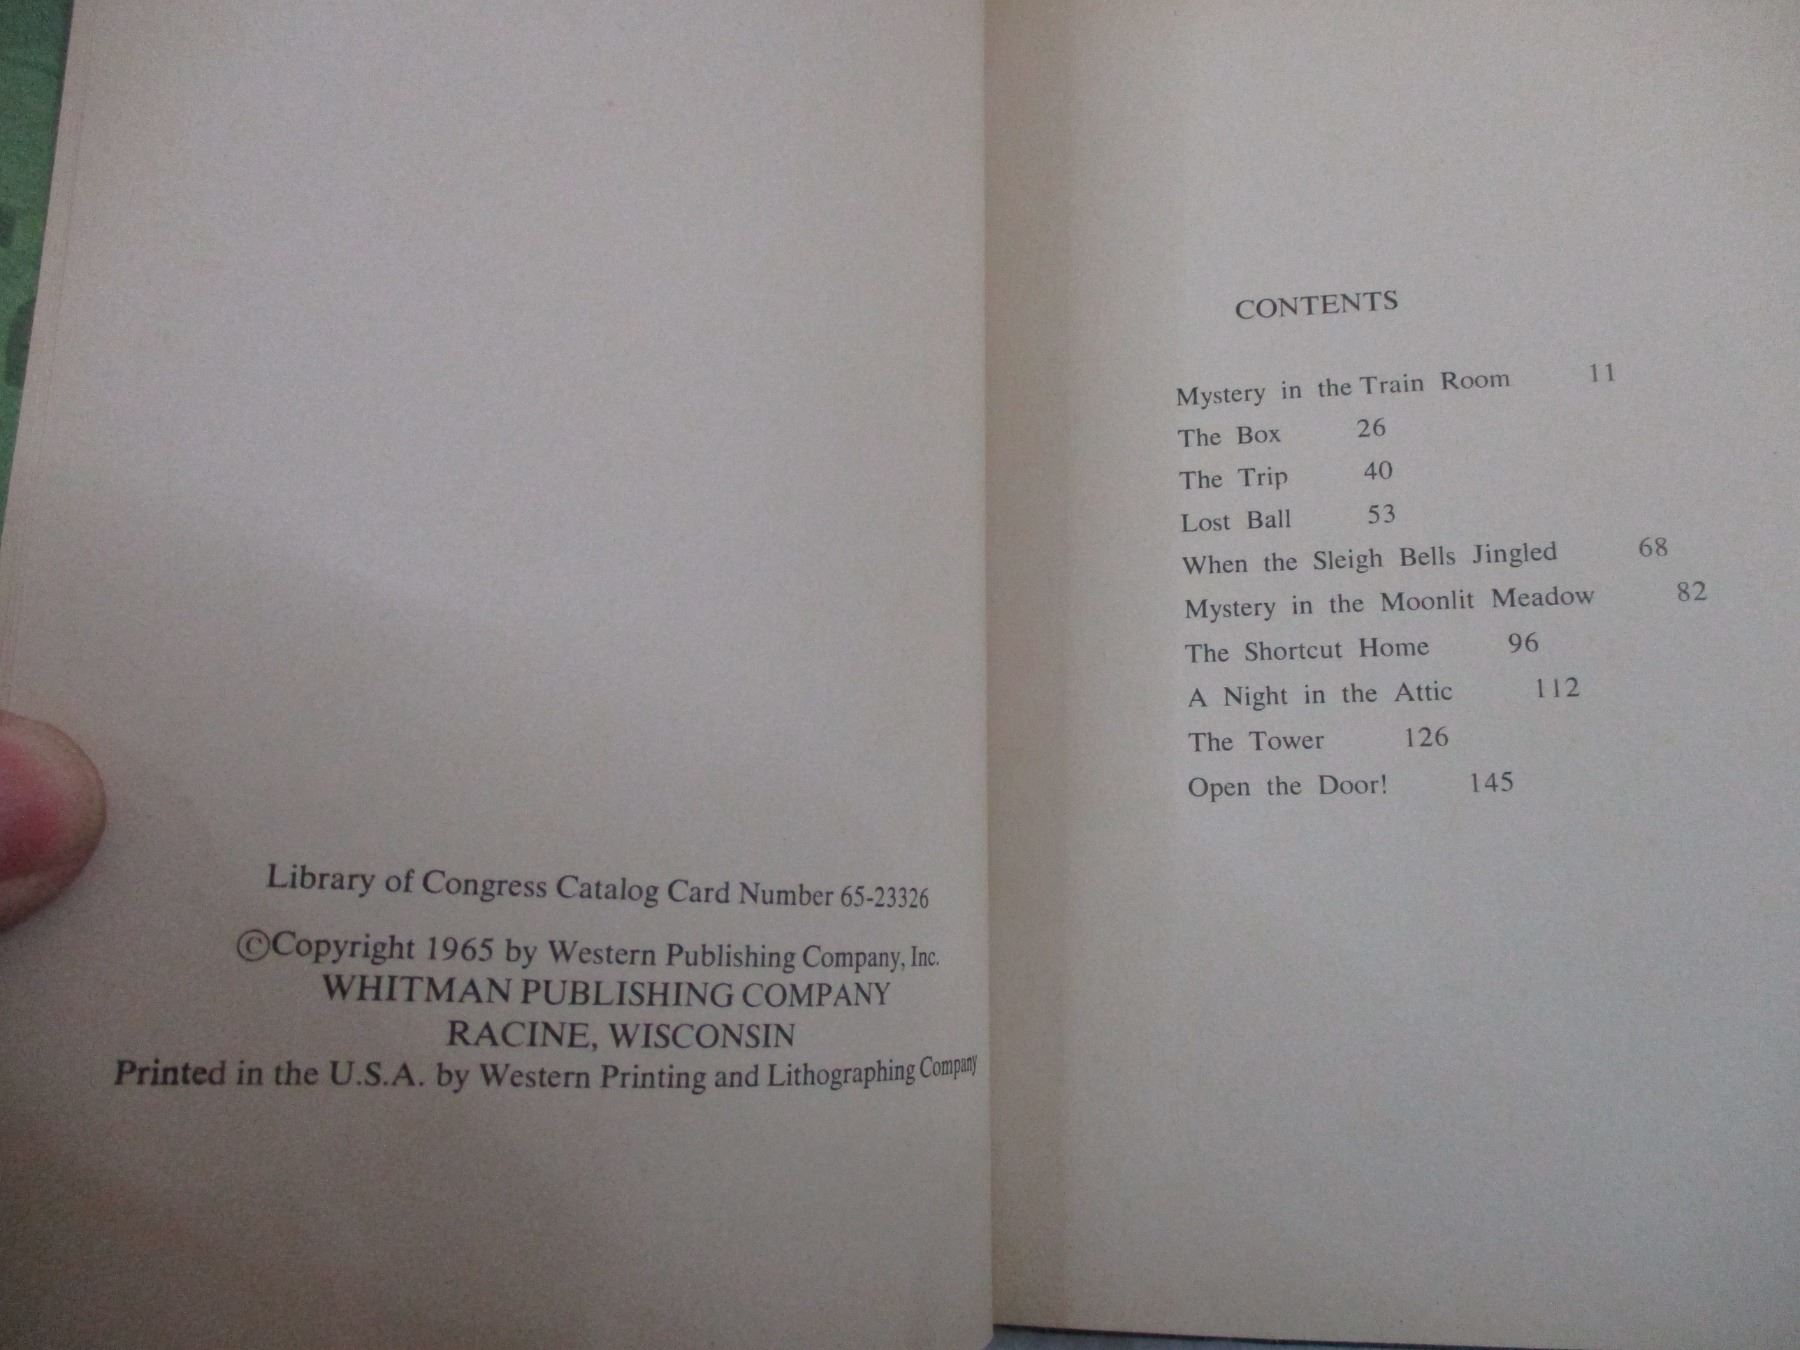 Library of Congress Catalog Card Number 65-23326
©Copyright 1965 by Western Publishing Company, Inc.
WHITMAN PUBLISHING COMPANY
RACINE, WISCONSIN
Printed in the U.S.A. by Western Printing and Lithographing Company
CONTENTS
Mystery in the Train Room 11
The Box 26
The Trip 40
Lost Ball 53
When the Sleigh Bells Jingled 68
Mystery in the Moonlit Meadow 82
The Shortcut Home 96
A Night in the Attic 112
The Tower 126
Open the Door! 145